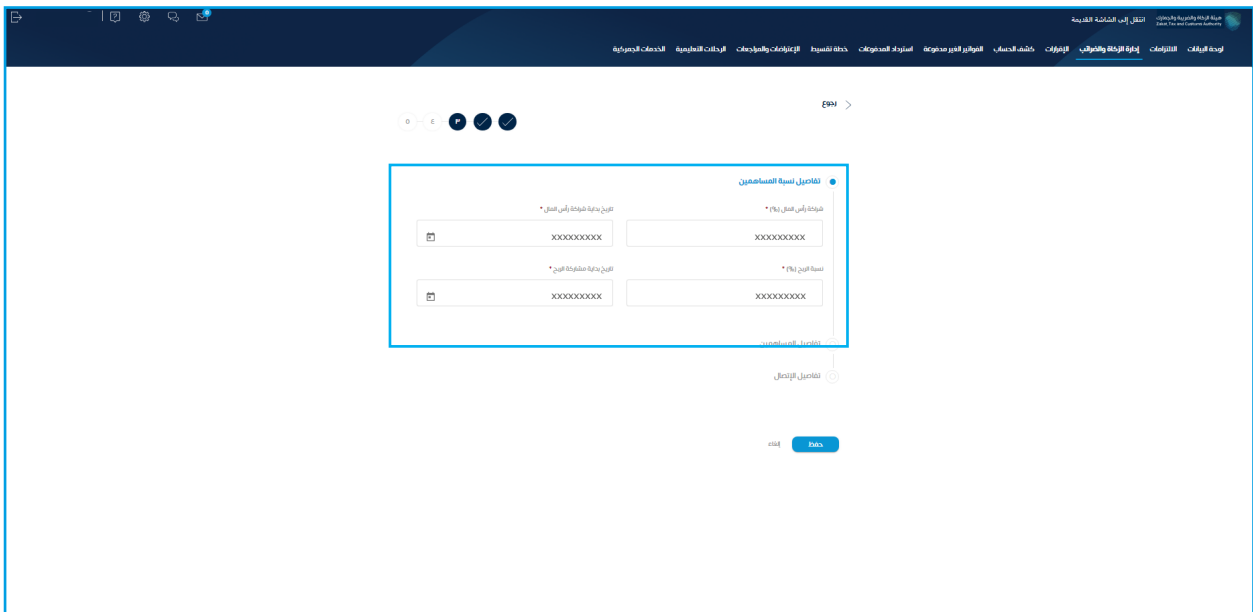 هيئة الزكاة والضريبة والجمارك
Zakat, Tax and Customs Authority
انتقل إلى الشاشة القديمة
لوحة البيانات الالتزامات إدارة الزكاة والضرائب الإقرارات كشف الحساب الفواتير الغير مدفوعة استرداد المدفوعات خطة تقسيط الإعتراضات والمراجعات الرحلات التعليمية الخدمات الجمركية
رجوع
٣ ٤ ٥
تفاصيل نسبة المساهمين
شراكة رأس المال (%) * تاريخ بداية شراكة رأس المال *
XXXXXXXXX XXXXXXXXX
نسبة الربح (%) * تاريخ بداية مشاركة الربح *
XXXXXXXXX XXXXXXXXX
تفاصيل المساهمين
تفاصيل الإتصال
حفظ إلغاء